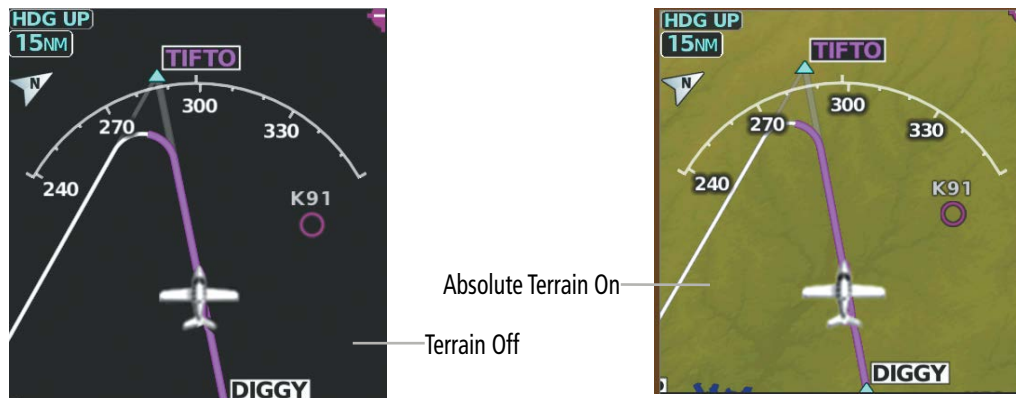 HDG UP
15NM
TIFTO
N
300
270
330
240
K91
DIGGY
Terrain Off
Absolute Terrain On
HDG UP
15NM
TIFTO
N
300
270
330
240
K91
DIGGY